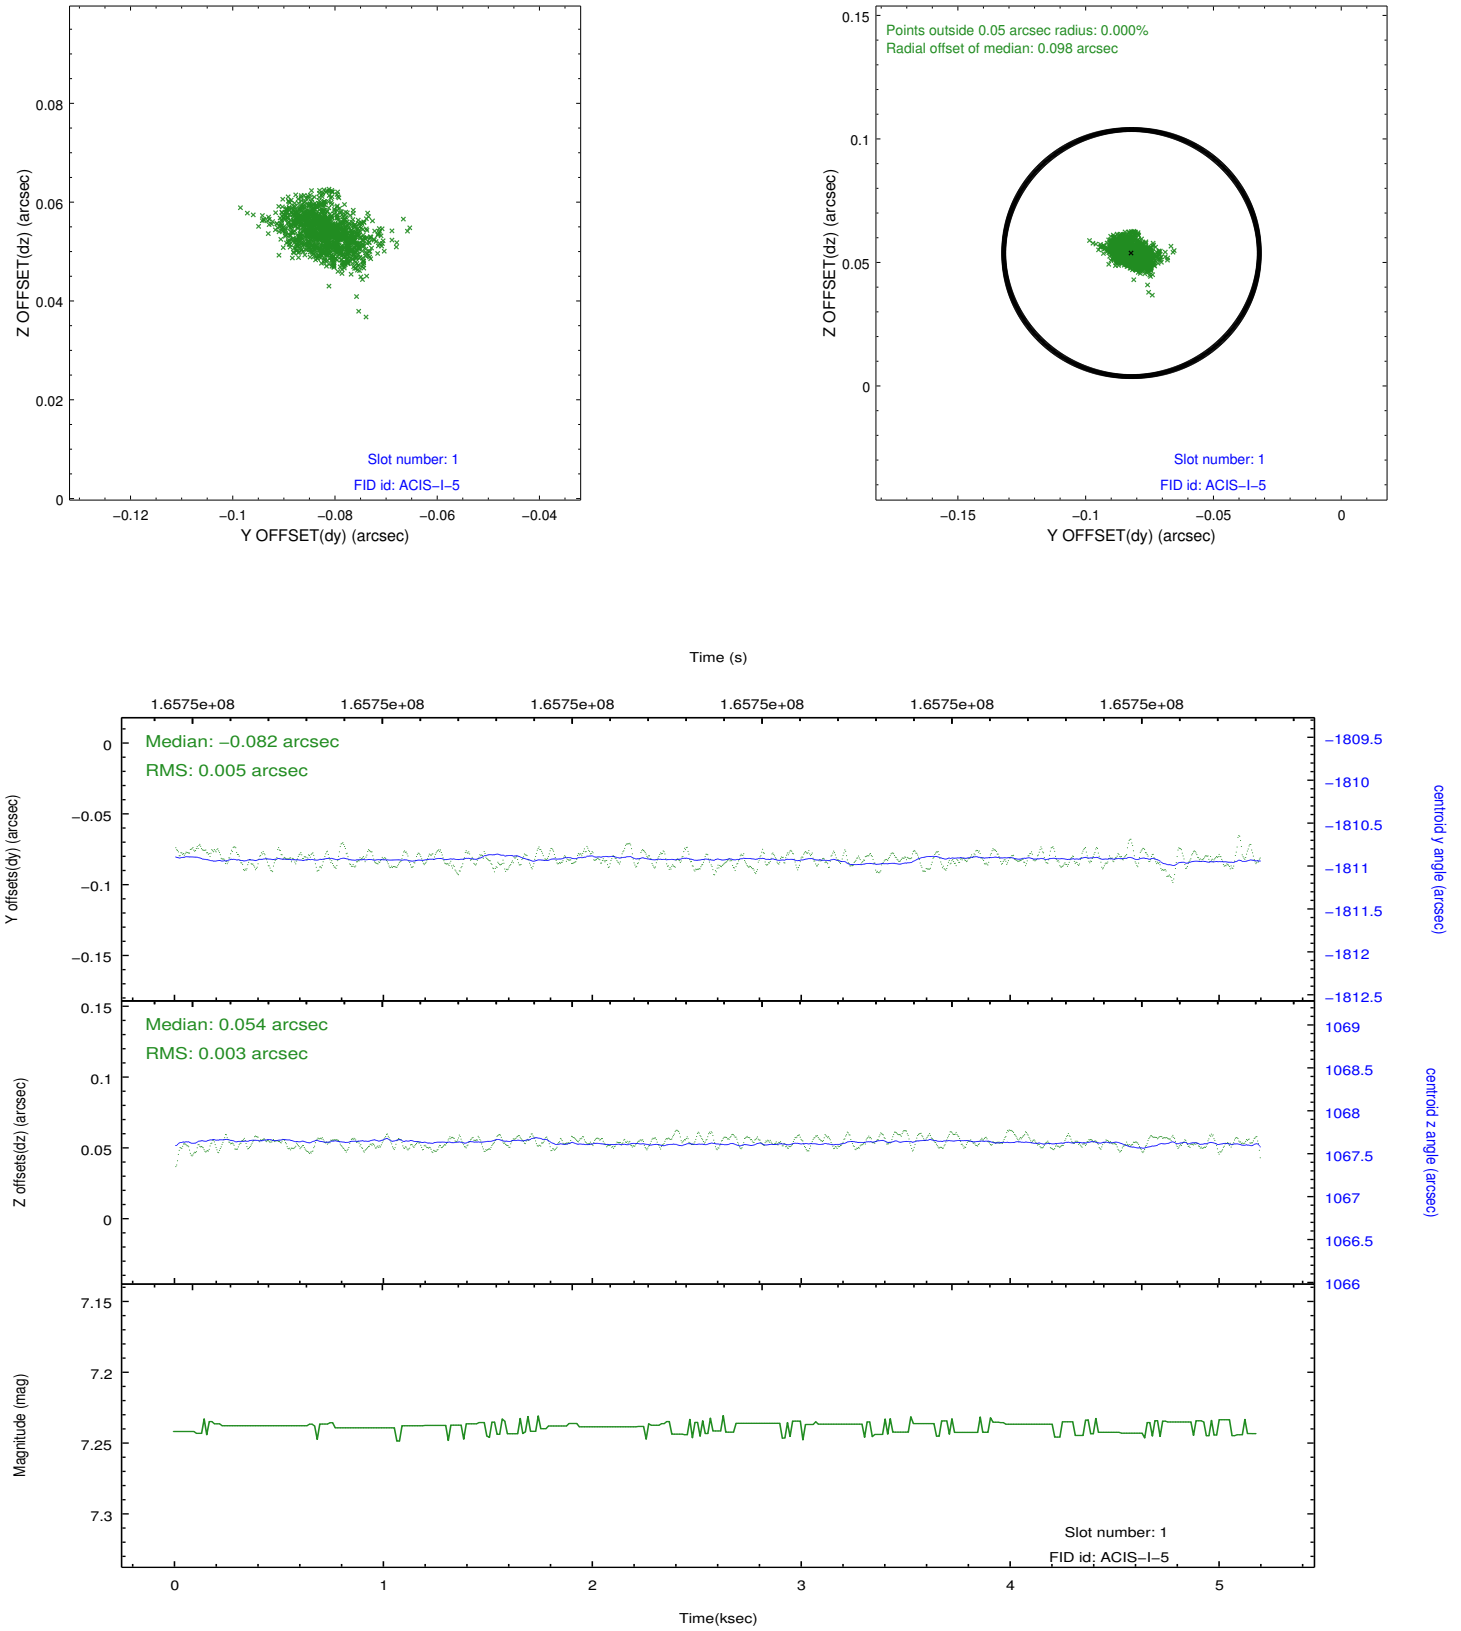 0.08
0.06
0.04
0.02
0
Z OFFSET(dz) (arcsec)
Slot number: 1
FID id: ACIS−I−5
−0.12
−0.1
−0.08
−0.06
−0.04
Y OFFSET(dy) (arcsec)
Points outside 0.05 arcsec radius: 0.000%
Radial offset of median: 0.098 arcsec
0.15
0.1
0.05
0
Z OFFSET(dz) (arcsec)
Slot number: 1
FID id: ACIS−I−5
−0.15
−0.1
−0.05
0
Y OFFSET(dy) (arcsec)
Time (s)
1.6575e+08
1.6575e+08
1.6575e+08
1.6575e+08
1.6575e+08
1.6575e+08
Median: −0.082 arcsec
RMS: 0.005 arcsec
0
−0.05
−0.1
−0.15
Y offsets(dy) (arcsec)
−1809.5
−1810
−1810.5
−1811
−1811.5
−1812
−1812.5
centroid y angle (arcsec)
Median: 0.054 arcsec
RMS: 0.003 arcsec
0.15
0.1
0.05
0
Z offsets(dz) (arcsec)
1069
1068.5
1068
1067.5
1067
1066.5
1066
centroid z angle (arcsec)
7.15
7.2
7.25
7.3
Magnitude (mag)
Slot number: 1
FID id: ACIS−I−5
0
1
2
3
4
5
Time(ksec)